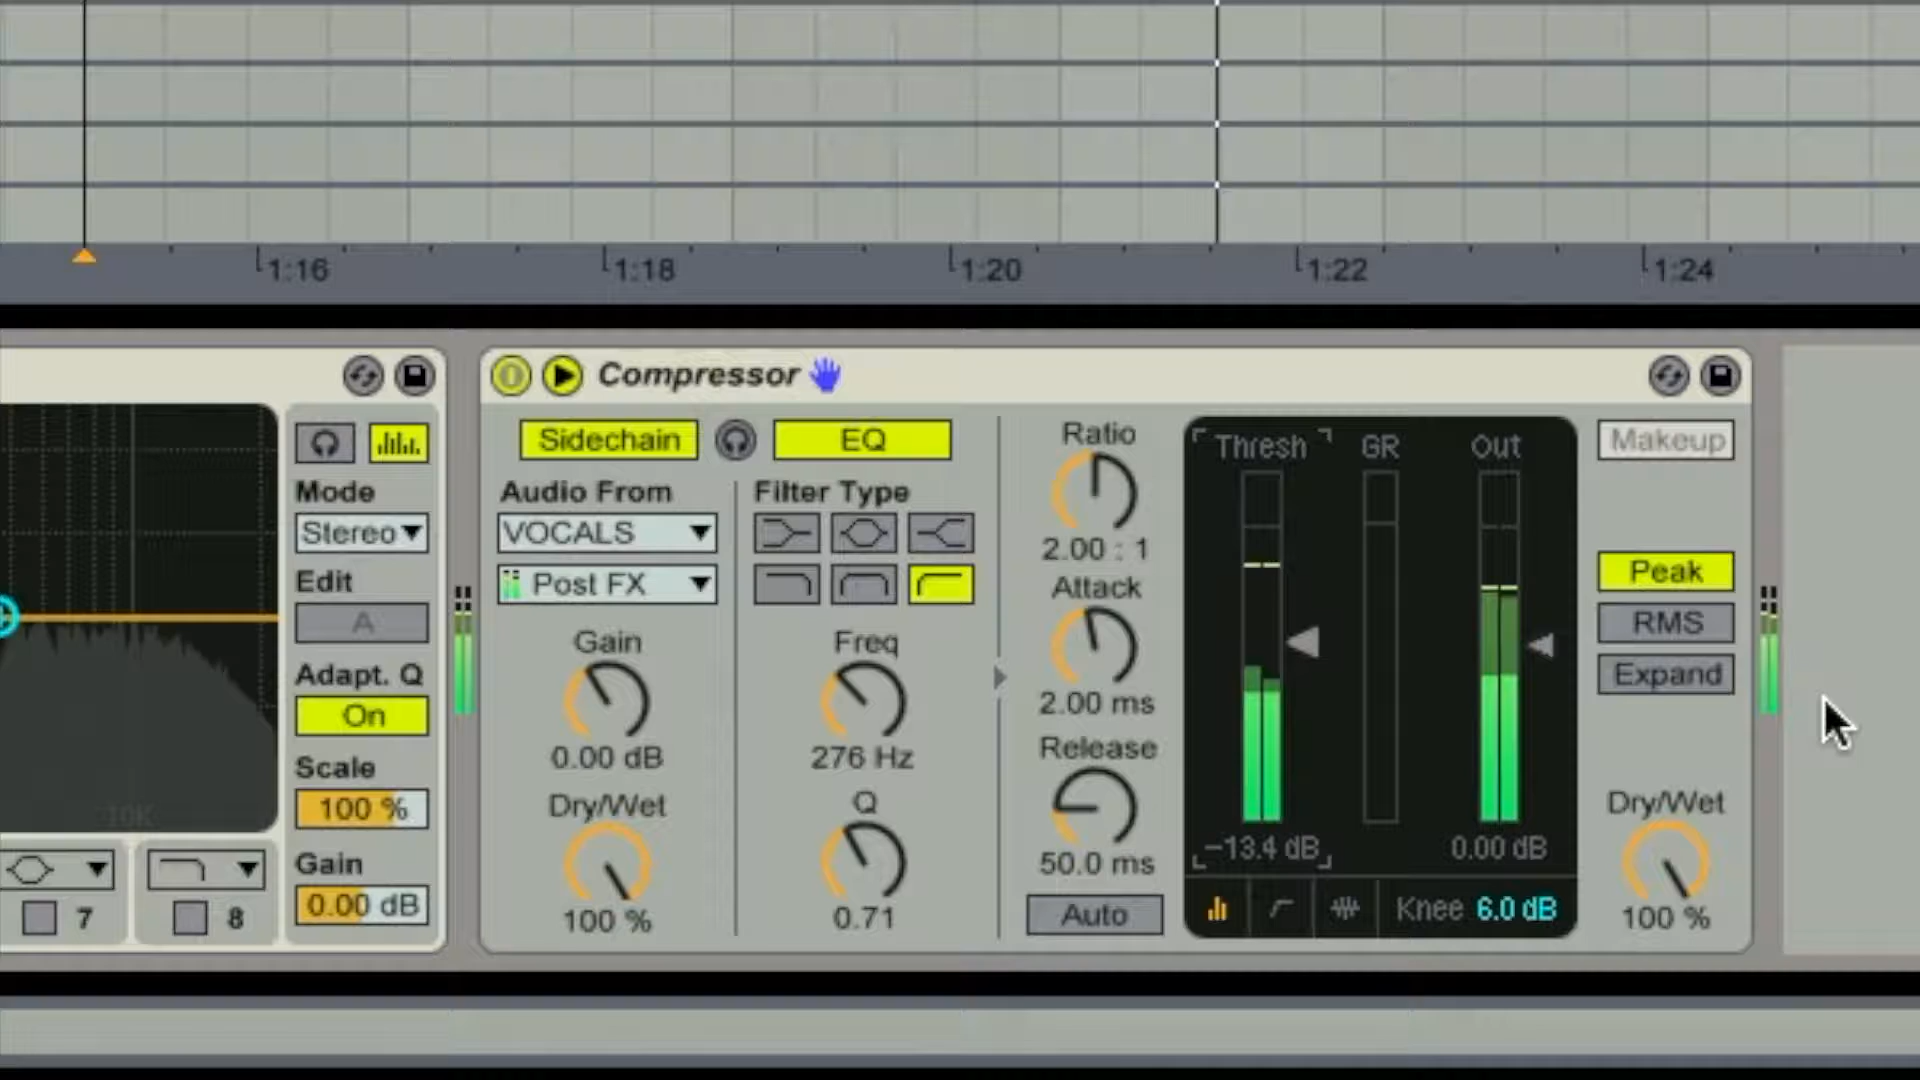 1:16
1:18
1:20
1:22
1:24
Compressor
Mode
Stereo
Edit
A
Adapt. Q
On
Scale
100 %
Gain
0.00 dB
10K
7
8
Sidechain
EQ
Audio From
VOCALS
Post FX
Gain
0.00 dB
Dry/Wet
100 %
Filter Type
Freq
276 Hz
Q
0.71
Ratio
2.00 : 1
Attack
2.00 ms
Release
50.0 ms
Auto
Thresh
GR
Out
-13.4 dB
0.00 dB
Knee 6.0 dB
Makeup
Peak
RMS
Expand
Dry/Wet
100 %